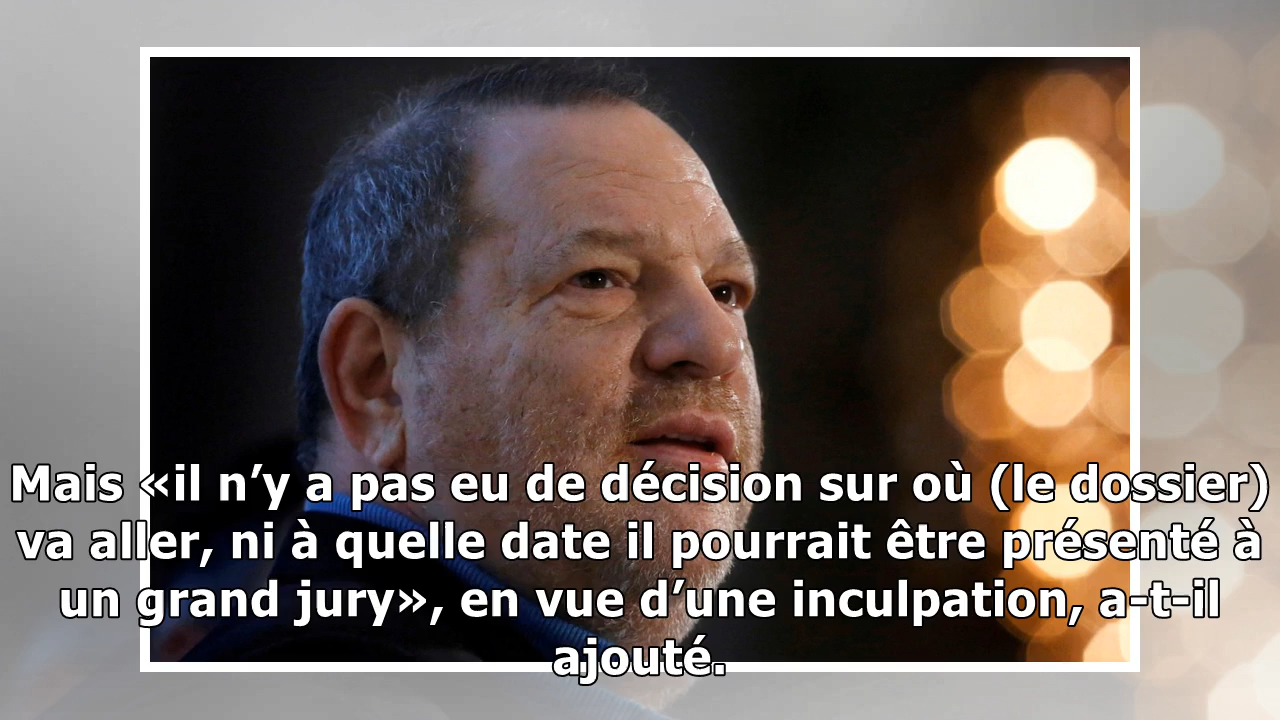 Mais «il n’y a pas eu de décision sur où (le dossier)
va aller, ni à quelle date il pourrait être présenté à
un grand jury», en vue d’une inculpation, a-t-il
ajouté.